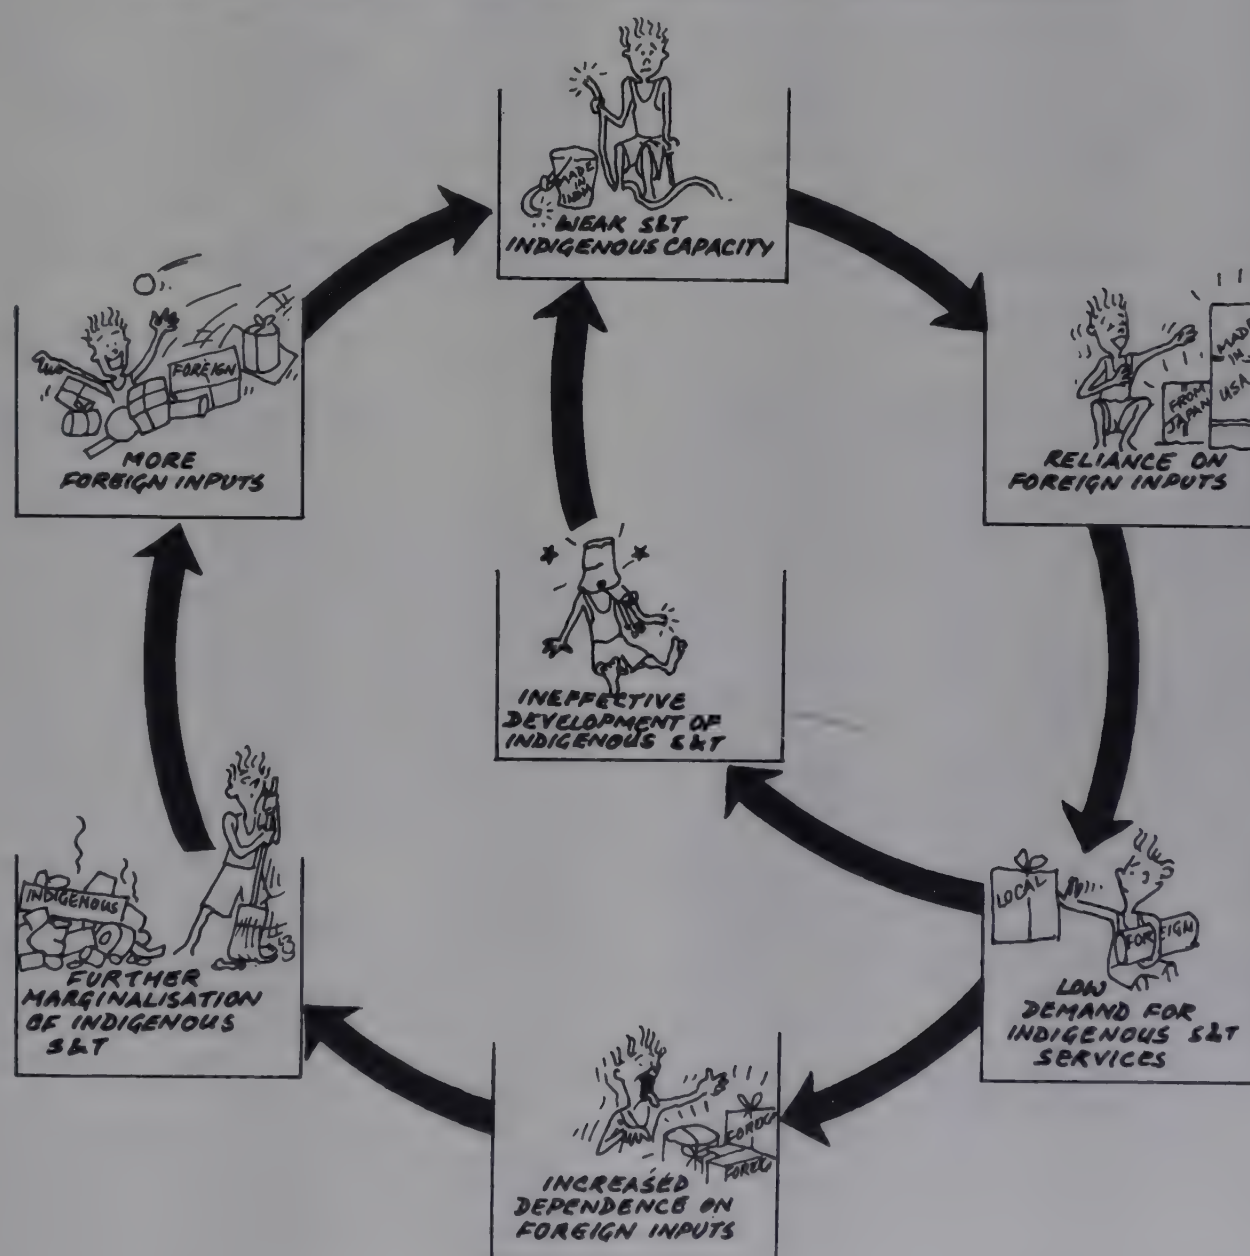 MADE
IN
INDIA
WEAK S&T
INDIGENOUS CAPACITY
FROM
JAPAN
MADE
IN
USA
RELIANCE ON
FOREIGN INPUTS
LOCAL
FOREIGN
LOW
DEMAND FOR
INDIGENOUS S&T
SERVICES
INEFFECTIVE
DEVELOPMENT OF
INDIGENOUS S&T
FOREIGN
FOREIG
INCREASED
DEPENDENCE ON
FOREIGN INPUTS
INDIGENOUS
FURTHER
MARGINALISATION
OF INDIGENOUS
S&T
FOREIGN
MORE
FOREIGN INPUTS